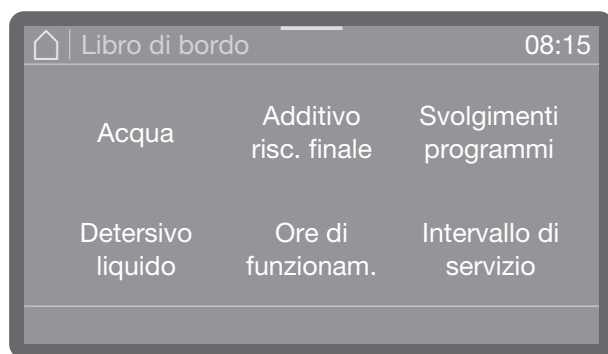 Libro di bordo 08:15
Acqua
Additivo
risc. finale
Svolgimenti
programmi
Detersivo
liquido
Ore di
funzionam.
Intervallo di
servizio